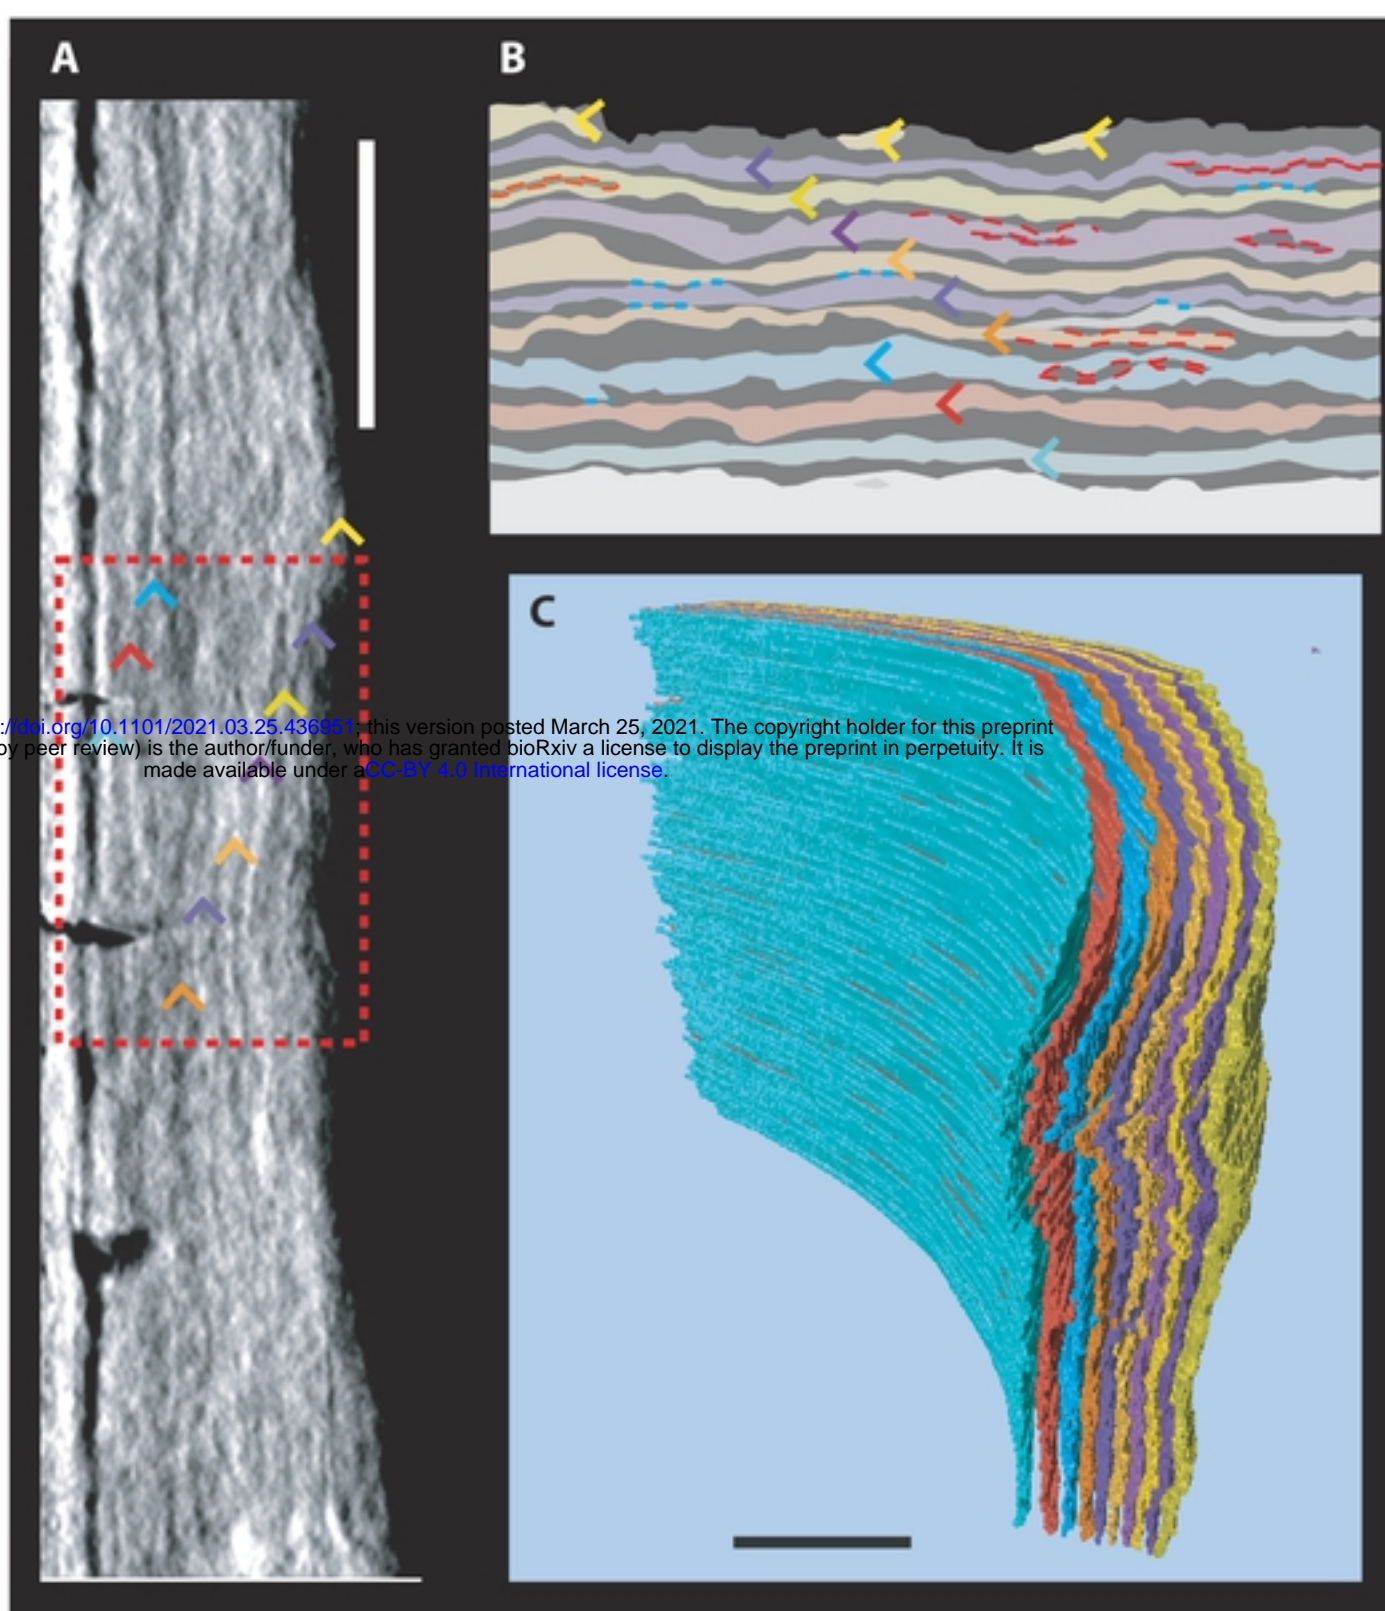 A
B
C
://doi.org/10.1101/2021.03.25.436951; this version posted March 25, 2021. The copyright holder for this preprint
by peer review) is the author/funder, who has granted bioRxiv a license to display the preprint in perpetuity. It is
made available under aCC-BY 4.0 International license.